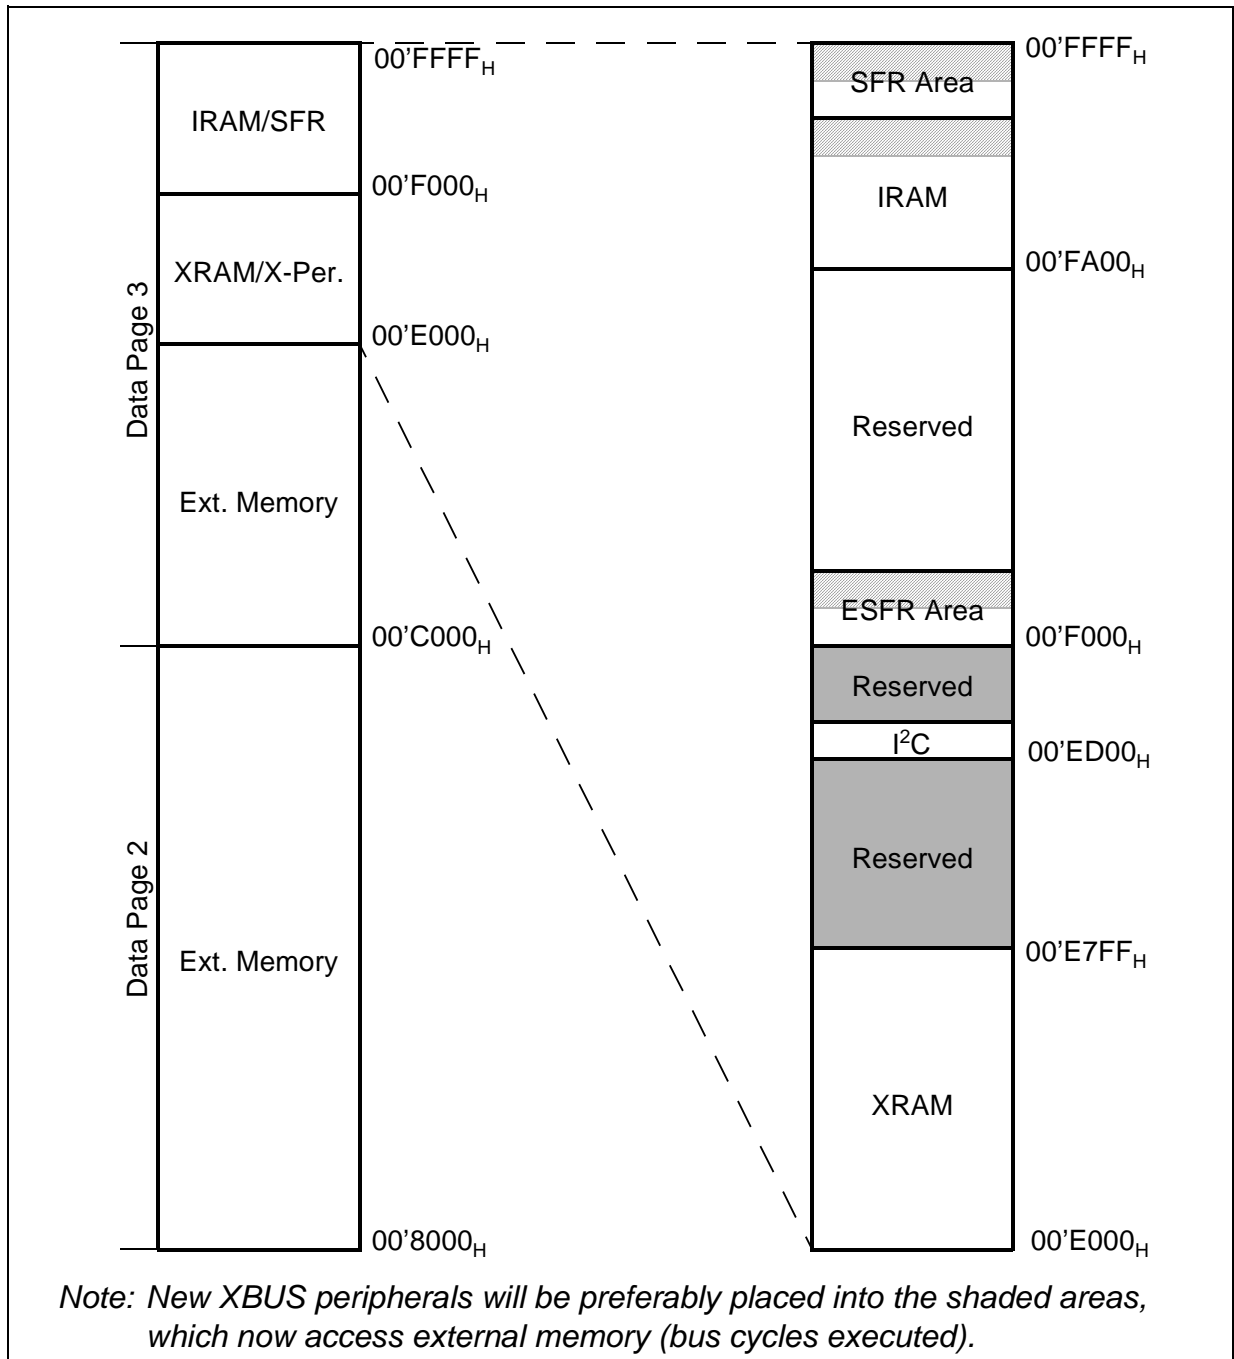 00’FFFFH
IRAM/SFR
00’F000H
XRAM/X-Per.
00’E000H
Data Page 3
Ext. Memory
00’C000H
Data Page 2
Ext. Memory
00’8000H
00’FFFFH
SFR Area
IRAM
00’FA00H
Reserved
ESFR Area
00’F000H
Reserved
I2C
00’ED00H
Reserved
00’E7FFH
XRAM
00’E000H
Note: New XBUS peripherals will be preferably placed into the shaded areas,
which now access external memory (bus cycles executed).